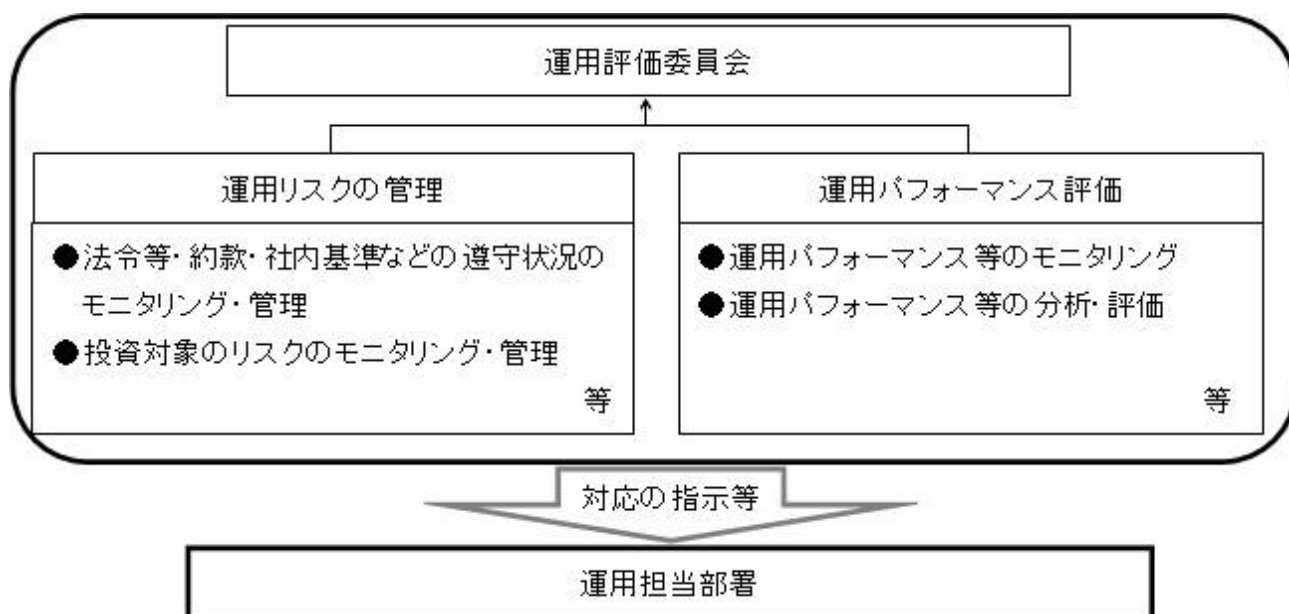 運用評価委員会
運用リスクの管理
●法令等・約款・社内基準などの遵守状況の
モニタリング・管理
●投資対象のリスクのモニタリング・管理
等
運用パフォーマンス評価
●運用パフォーマンス等のモニタリング
●運用パフォーマンス等の分析・評価
等
対応の指示等
運用担当部署